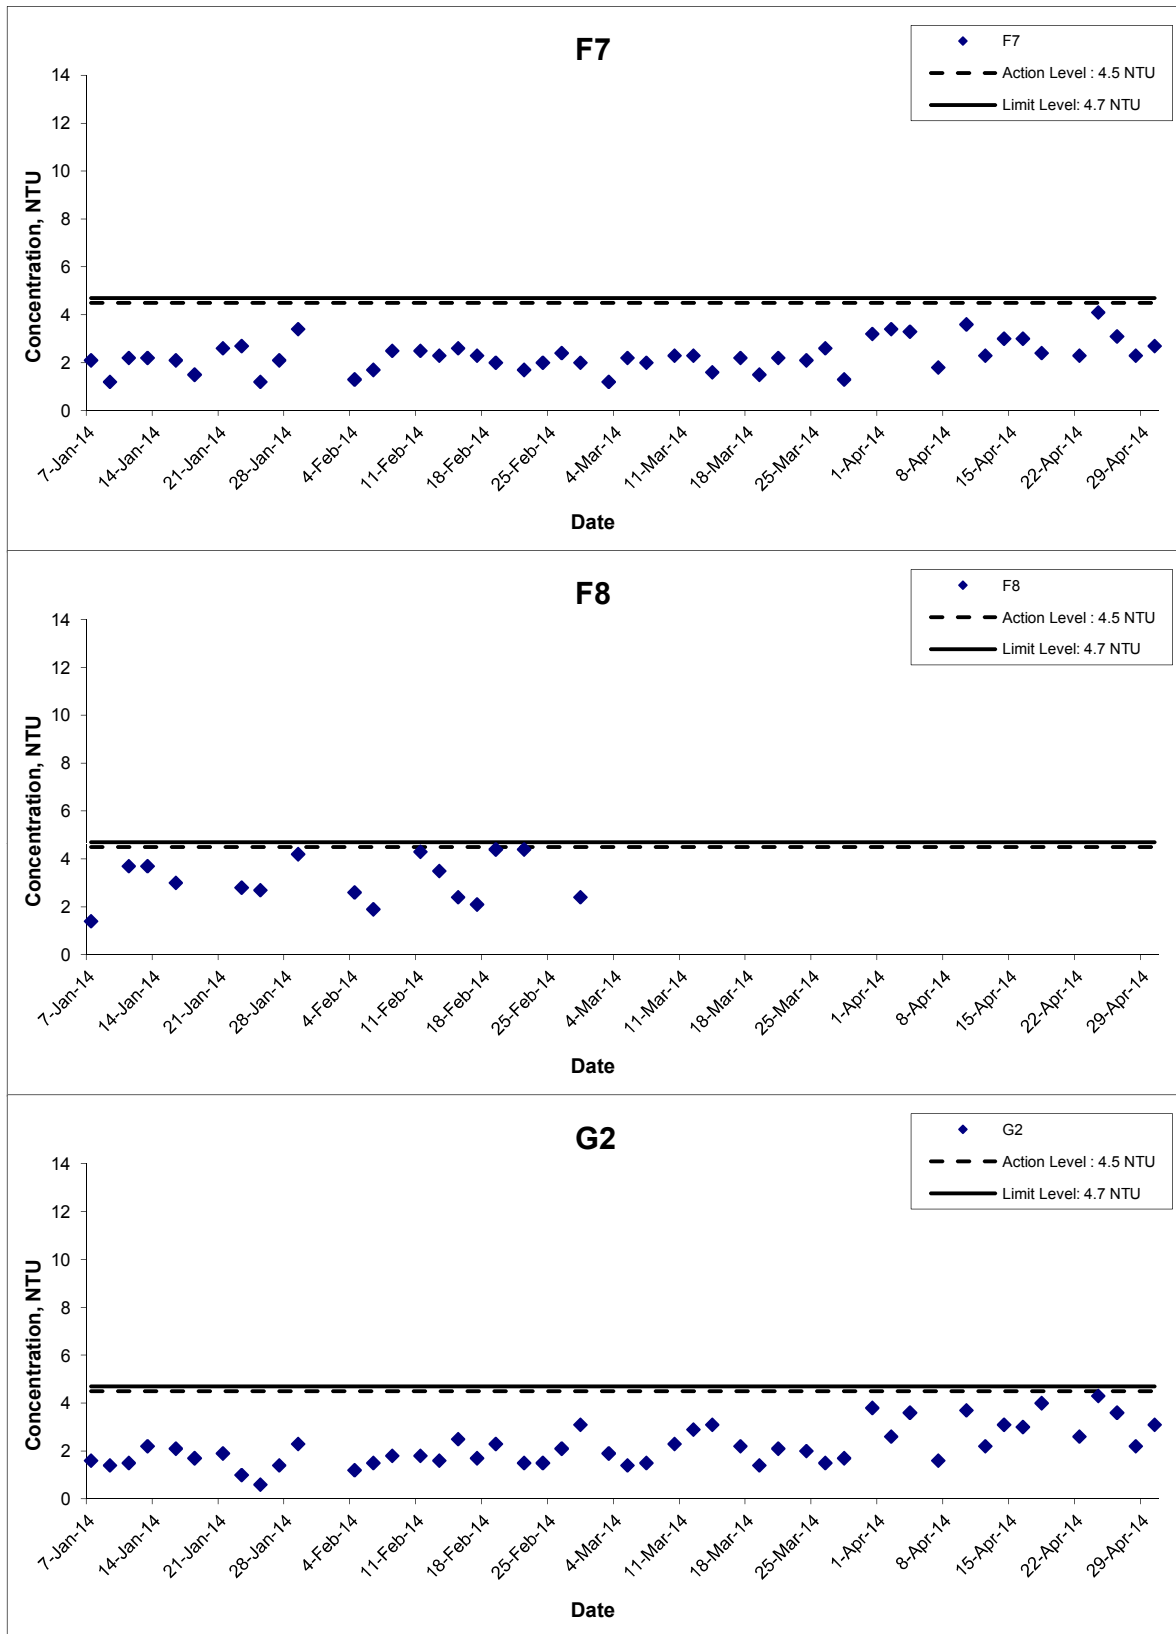 F7
F7
Action Level : 4.5 NTU
Limit Level: 4.7 NTU
Concentration, NTU
14
12
10
8
6
4
2
0
7-Jan-14
14-Jan-14
21-Jan-14
28-Jan-14
4-Feb-14
11-Feb-14
18-Feb-14
25-Feb-14
4-Mar-14
11-Mar-14
18-Mar-14
25-Mar-14
1-Apr-14
8-Apr-14
15-Apr-14
22-Apr-14
29-Apr-14
Date
F8
F8
Action Level : 4.5 NTU
Limit Level: 4.7 NTU
Concentration, NTU
14
12
10
8
6
4
2
0
7-Jan-14
14-Jan-14
21-Jan-14
28-Jan-14
4-Feb-14
11-Feb-14
18-Feb-14
25-Feb-14
4-Mar-14
11-Mar-14
18-Mar-14
25-Mar-14
1-Apr-14
8-Apr-14
15-Apr-14
22-Apr-14
29-Apr-14
Date
G2
G2
Action Level : 4.5 NTU
Limit Level: 4.7 NTU
Concentration, NTU
14
12
10
8
6
4
2
0
7-Jan-14
14-Jan-14
21-Jan-14
28-Jan-14
4-Feb-14
11-Feb-14
18-Feb-14
25-Feb-14
4-Mar-14
11-Mar-14
18-Mar-14
25-Mar-14
1-Apr-14
8-Apr-14
15-Apr-14
22-Apr-14
29-Apr-14
Date